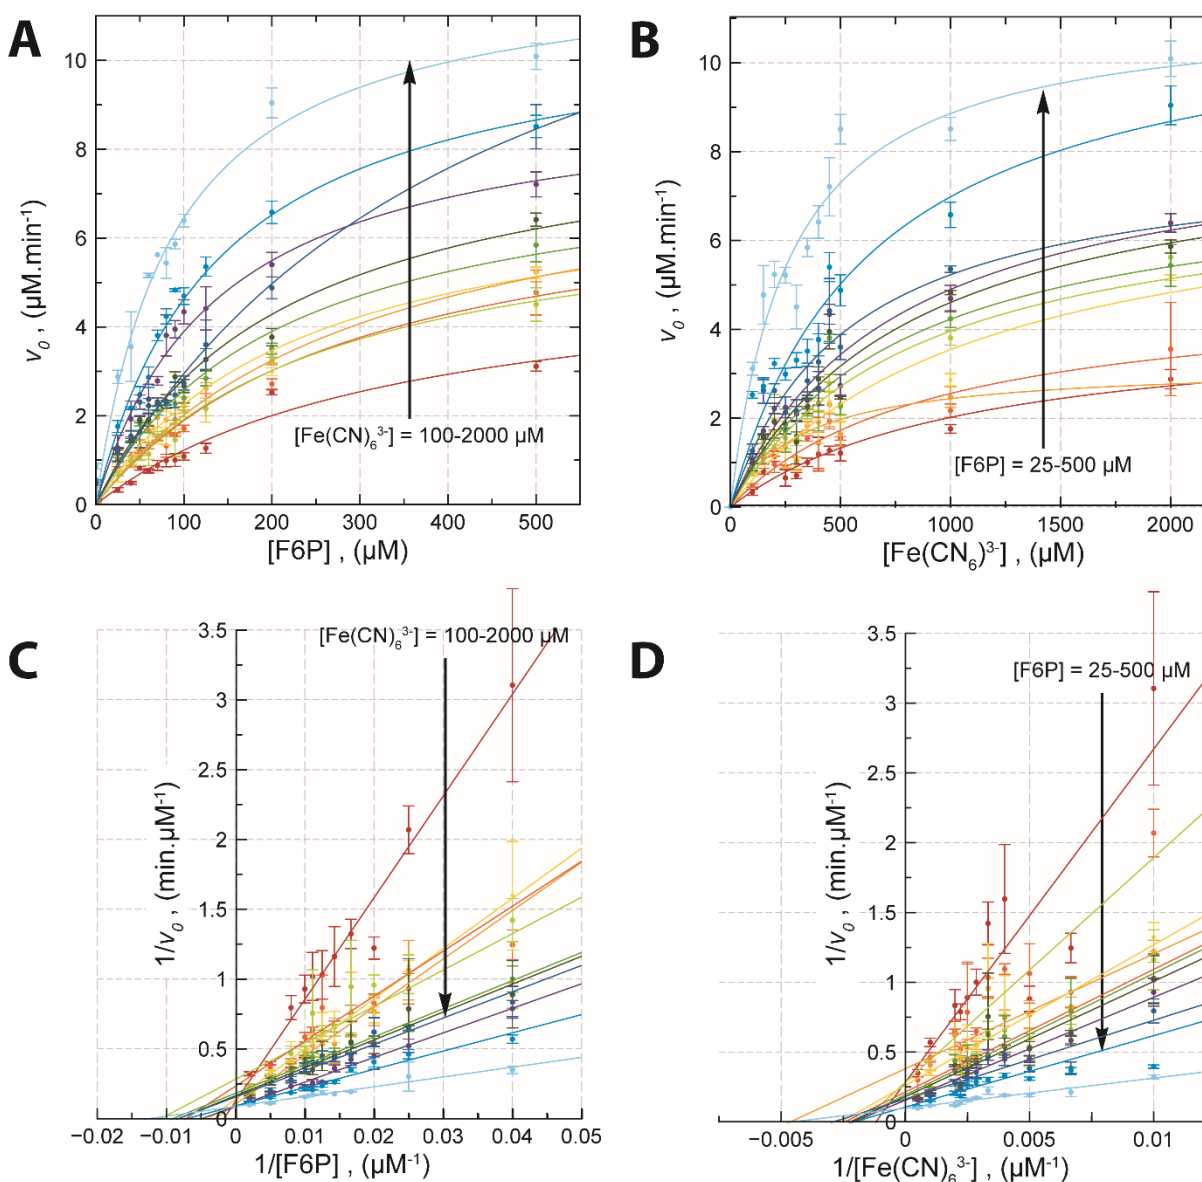 A
10
8
6
4
2
0
v₀ , (µM.min⁻¹)
[Fe(CN)₆³⁻] = 100-2000 µM
0 100 200 300 400 500
[F6P] , (µM)
B
10
8
6
4
2
0
v₀ , (µM.min⁻¹)
[F6P] = 25-500 µM
0 500 1000 1500 2000
[Fe(CN₆)³⁻] , (µM)
C
[Fe(CN)₆³⁻] = 100-2000 µM
3.5
3
2.5
2
1.5
1
0.5
0
1/v₀ , (min.µM⁻¹)
−0.02 −0.01 0 0.01 0.02 0.03 0.04 0.05
1/[F6P] , (µM⁻¹)
D
[F6P] = 25-500 µM
3.5
3
2.5
2
1.5
1
0.5
0
1/v₀ , (min.µM⁻¹)
−0.005 0 0.005 0.01
1/[Fe(CN)₆³⁻] , (µM⁻¹)